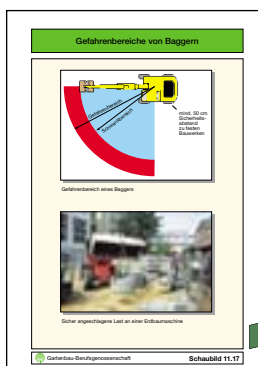 Gefahrenbereiche von Baggern
Gefahrbereich
Schwenkbereich
mind. 50 cm
Sicherheits-
abstand
zu festen
Bauwerken
Gefahrenbereich eines Baggers
Sicher angeschlagene Last an einer Erdbaumaschine
Gartenbau-Berufsgenossenschaft
Schaubild 11.17